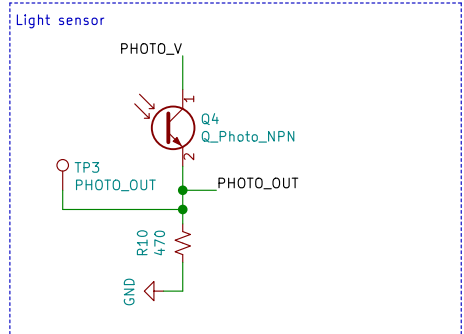 Light sensor
PHOTO_V
1
Q4
Q_Photo_NPN
2
TP3
PHOTO_OUT
PHOTO_OUT
R10
470
GND